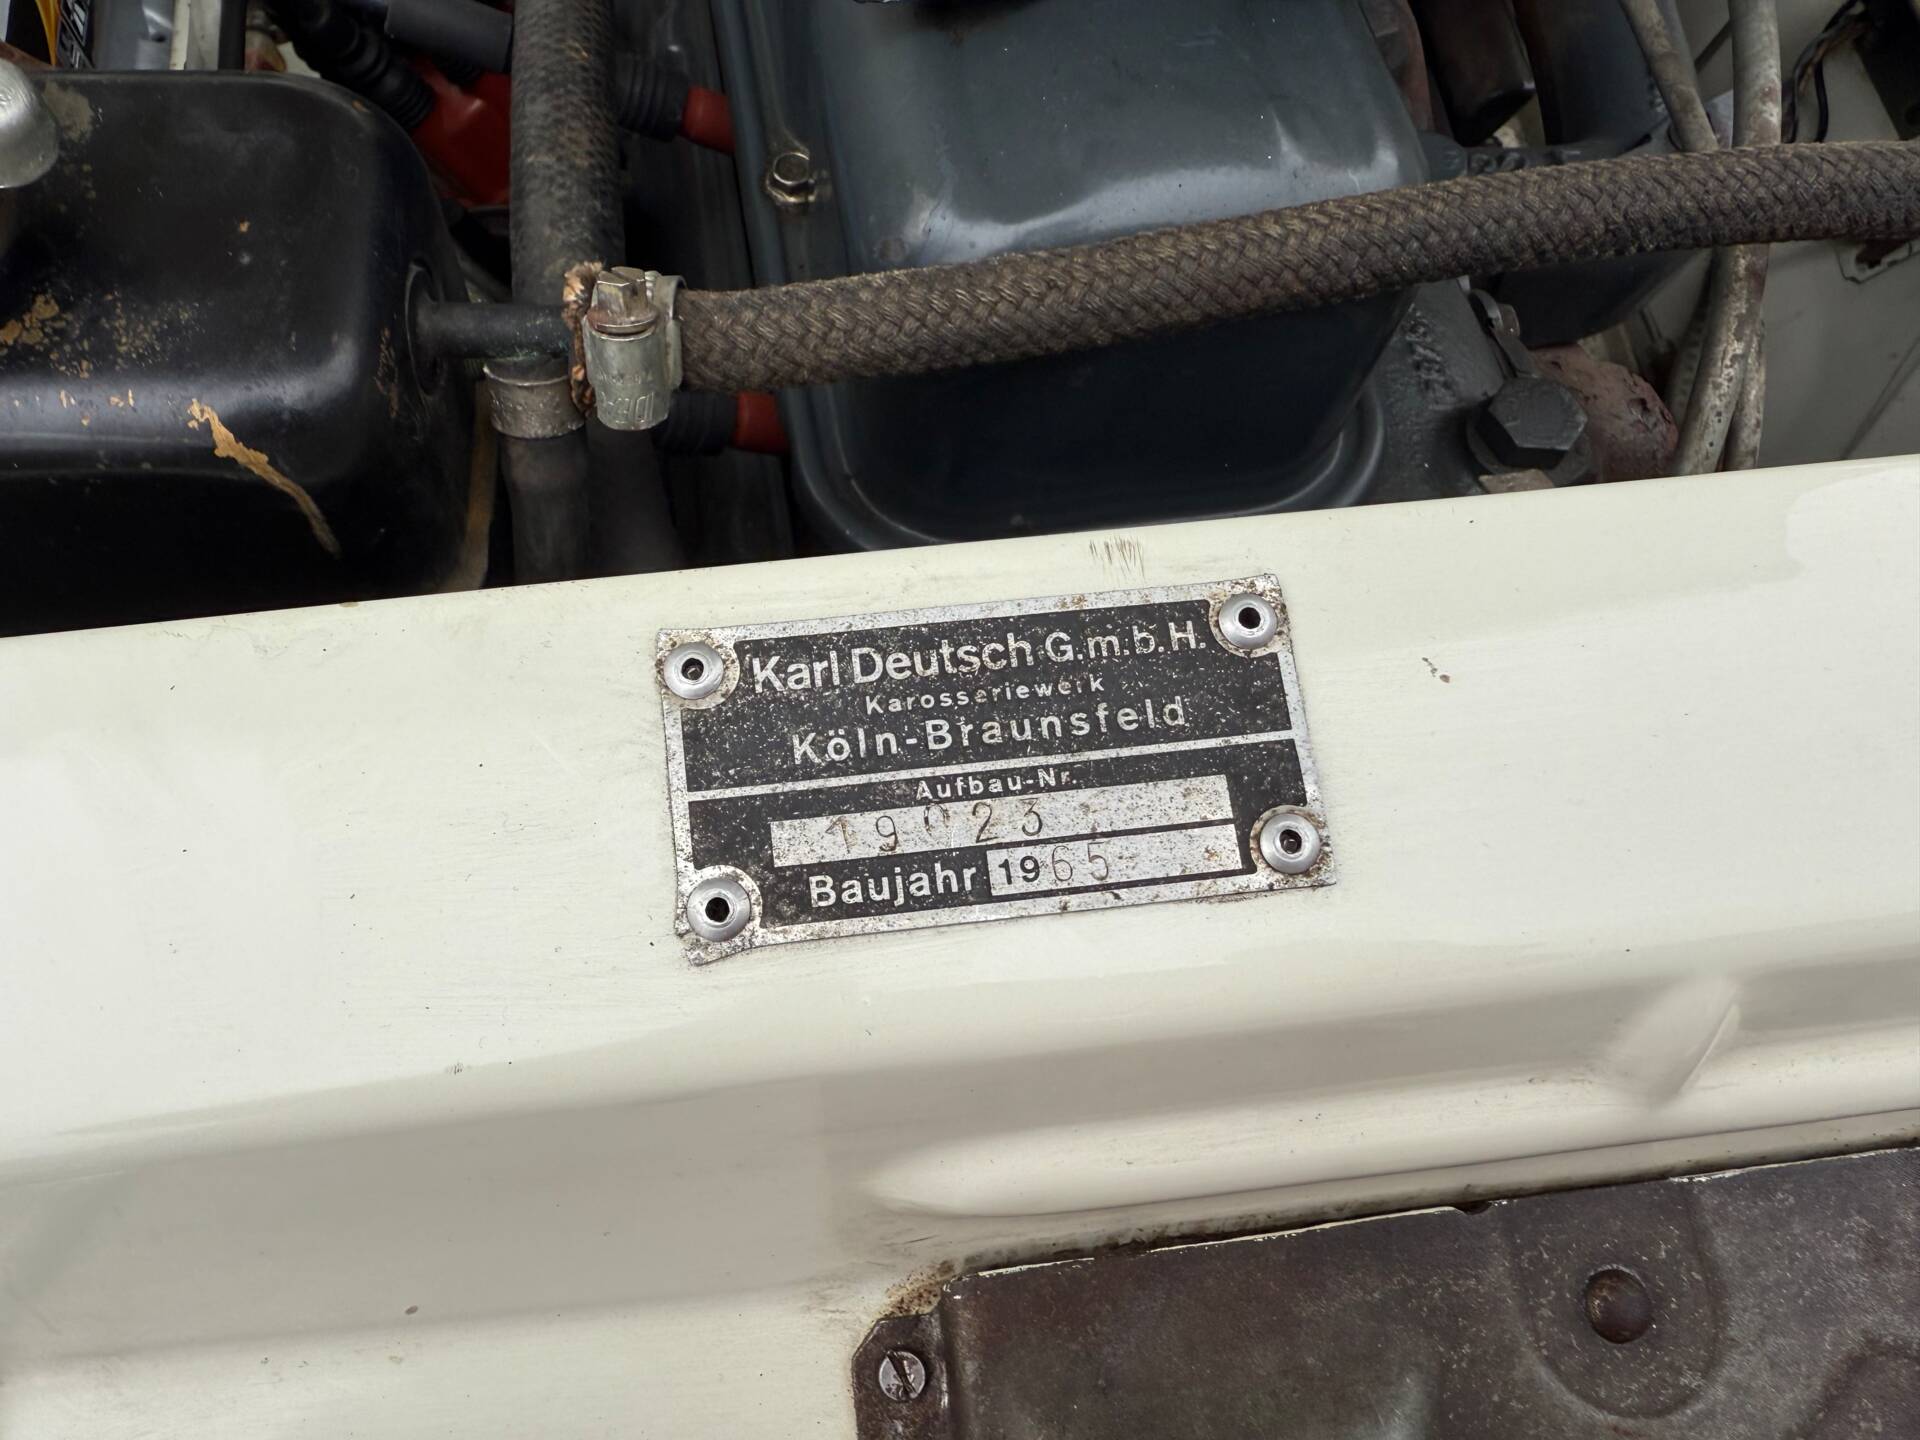 Karl Deutsch G.m.b.H.
Karosseriewerk
Köln-Braunsfeld
Aufbau-Nr.
19023
Baujahr 1965